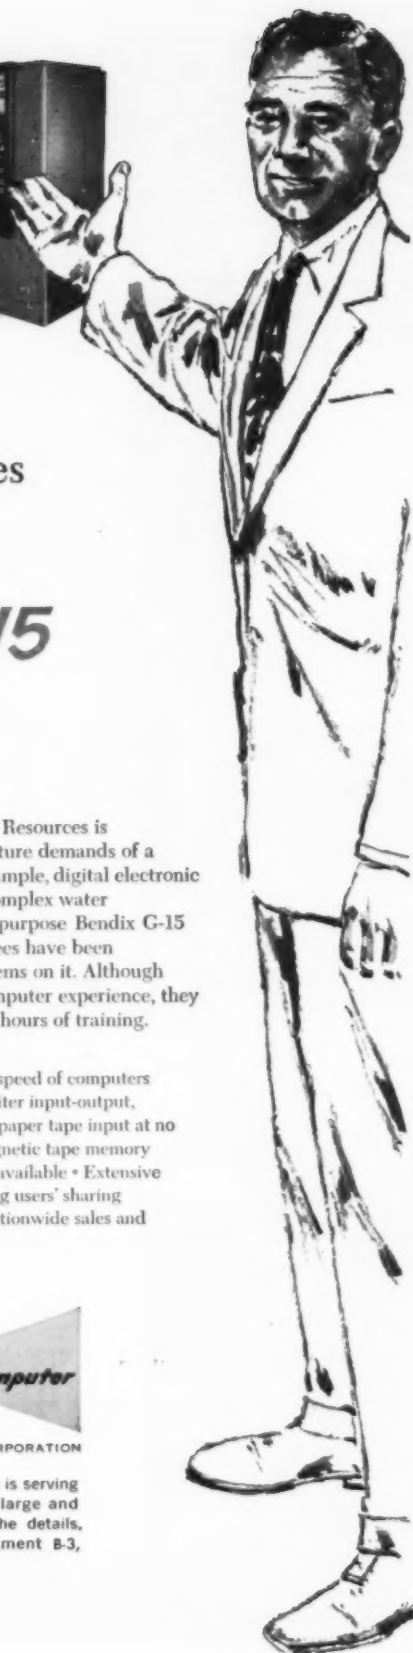 es
15
Resources is
ture demands of a
ample, digital electronic
omplex water
purpose Bendix G-15
ees have been
ems on it. Although
mputer experience, they
hours of training.
speed of computers
iter input-output,
paper tape input at no
gnetic tape memory
available • Extensive
ng users' sharing
tionwide sales and
mputer
RPORATION
is serving
large and
he details,
ment B-3,